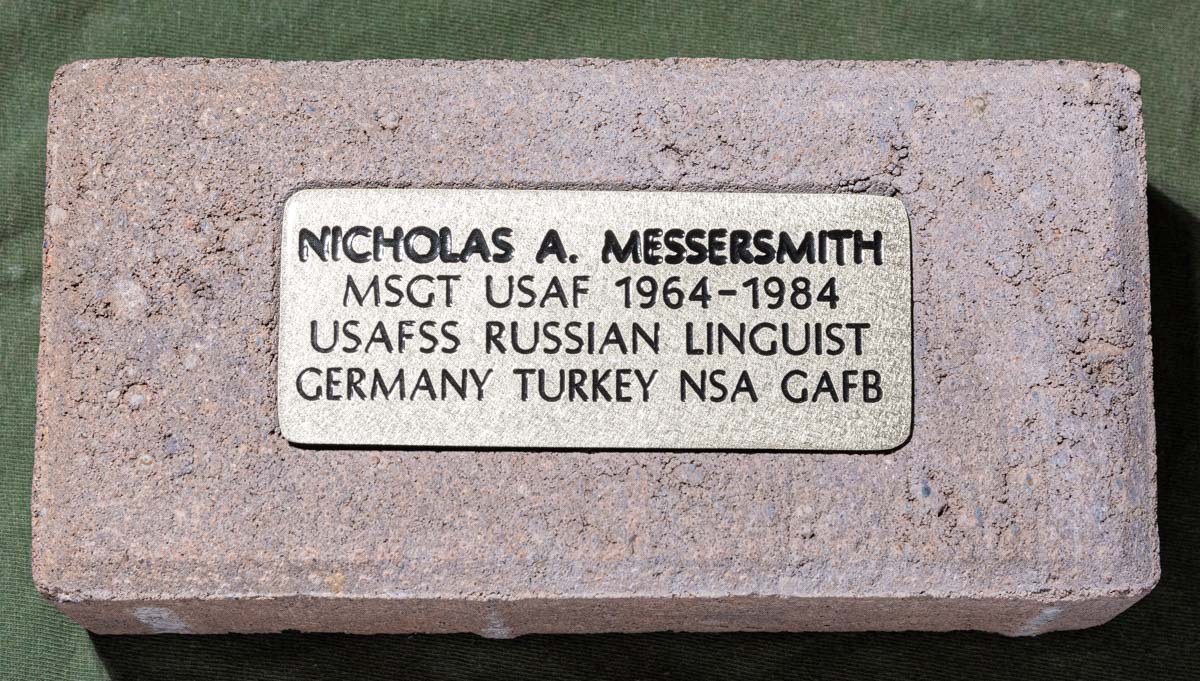 NICHOLAS A. MESSERSMITH
MSGT USAF 1964-1984
USAFSS RUSSIAN LINGUIST
GERMANY TURKEY NSA GAFB